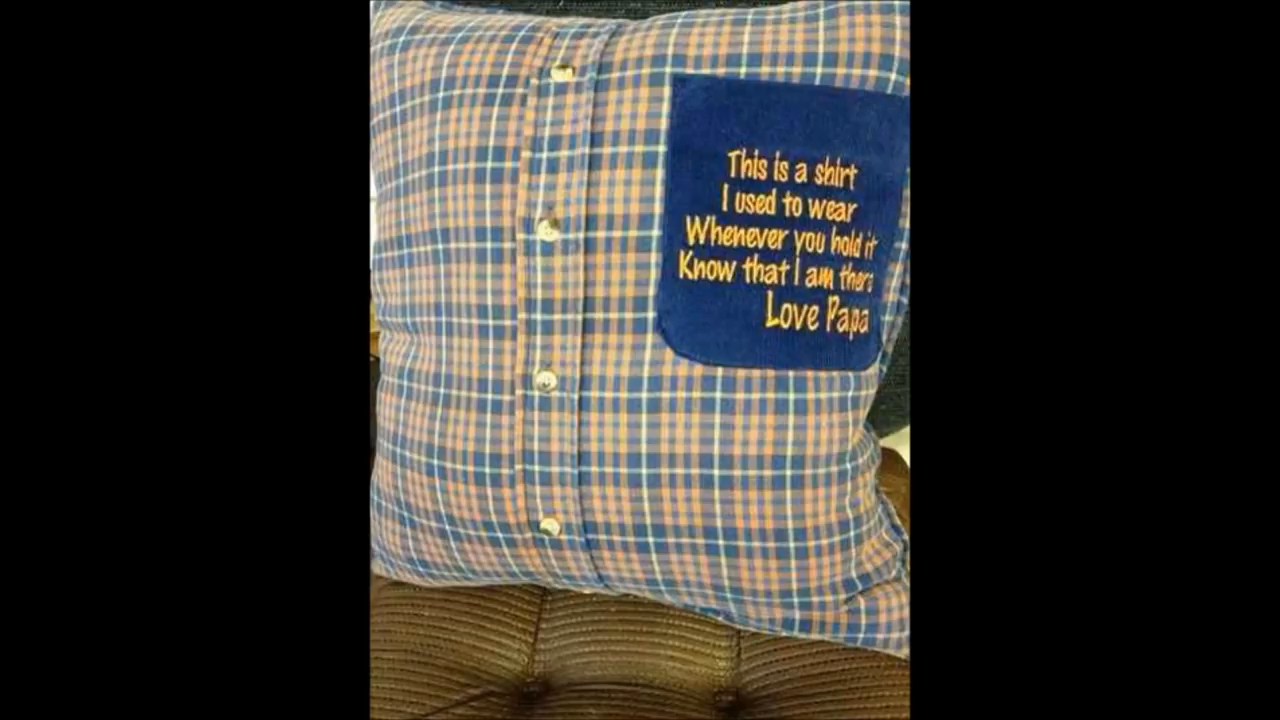 This is a shirt
I used to wear
Whenever you hold it
Know that I am there
Love Papa